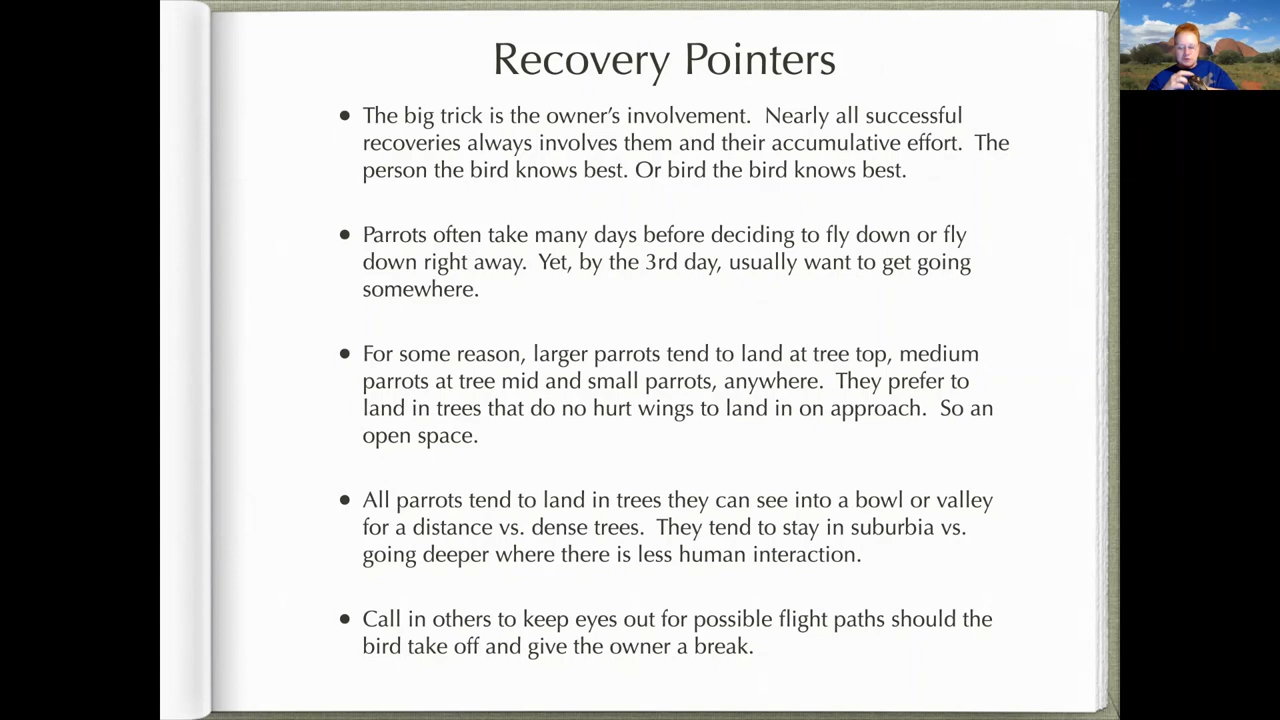 Recovery Pointers
• The big trick is the owner's involvement.  Nearly all successful
recoveries always involves them and their accumulative effort.  The
person the bird knows best. Or bird the bird knows best.
• Parrots often take many days before deciding to fly down or fly
down right away.  Yet, by the 3rd day, usually want to get going
somewhere.
• For some reason, larger parrots tend to land at tree top, medium
parrots at tree mid and small parrots, anywhere.  They prefer to
land in trees that do no hurt wings to land in on approach.  So an
open space.
• All parrots tend to land in trees they can see into a bowl or valley
for a distance vs. dense trees.  They tend to stay in suburbia vs.
going deeper where there is less human interaction.
• Call in others to keep eyes out for possible flight paths should the
bird take off and give the owner a break.